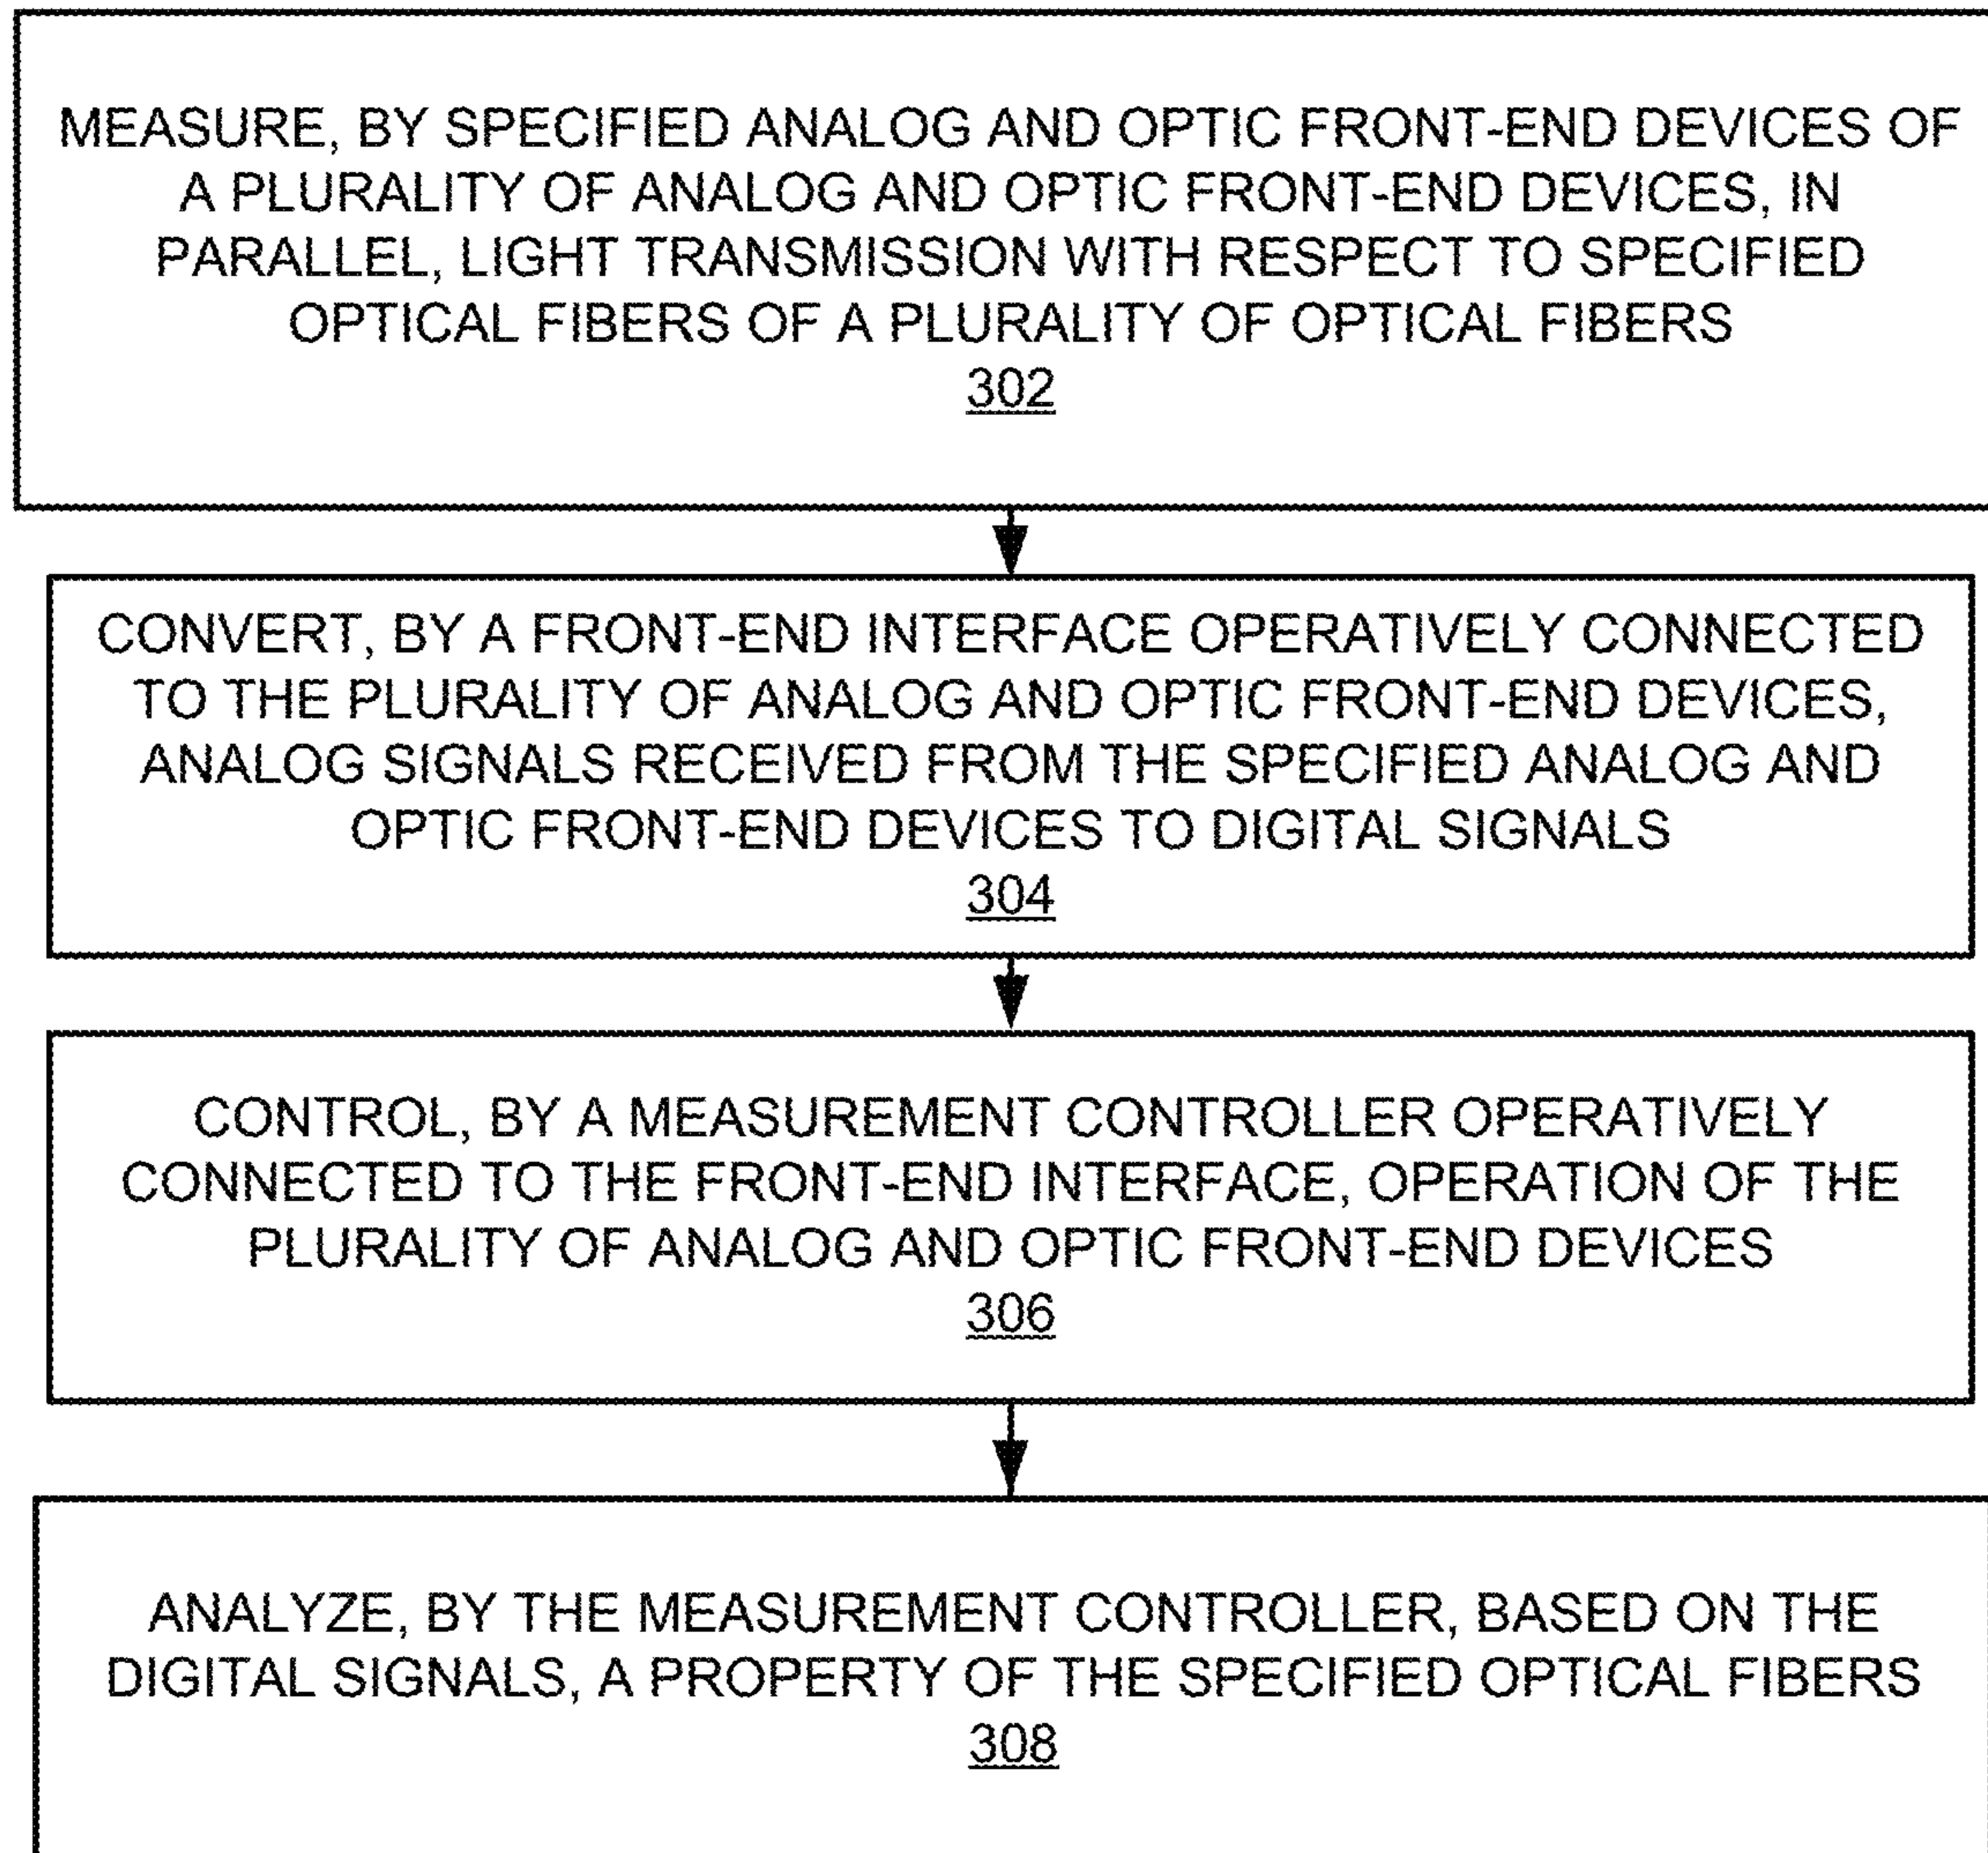 MEASURE, BY SPECIFIED ANALOG AND OPTIC FRONT-END DEVICES OF
A PLURALITY OF ANALOG AND OPTIC FRONT-END DEVICES, IN
PARALLEL, LIGHT TRANSMISSION WITH RESPECT TO SPECIFIED
OPTICAL FIBERS OF A PLURALITY OF OPTICAL FIBERS
302
CONVERT, BY A FRONT-END INTERFACE OPERATIVELY CONNECTED
TO THE PLURALITY OF ANALOG AND OPTIC FRONT-END DEVICES,
ANALOG SIGNALS RECEIVED FROM THE SPECIFIED ANALOG AND
OPTIC FRONT-END DEVICES TO DIGITAL SIGNALS
304
CONTROL, BY A MEASUREMENT CONTROLLER OPERATIVELY
CONNECTED TO THE FRONT-END INTERFACE, OPERATION OF THE
PLURALITY OF ANALOG AND OPTIC FRONT-END DEVICES
306
ANALYZE, BY THE MEASUREMENT CONTROLLER, BASED ON THE
DIGITAL SIGNALS, A PROPERTY OF THE SPECIFIED OPTICAL FIBERS
308